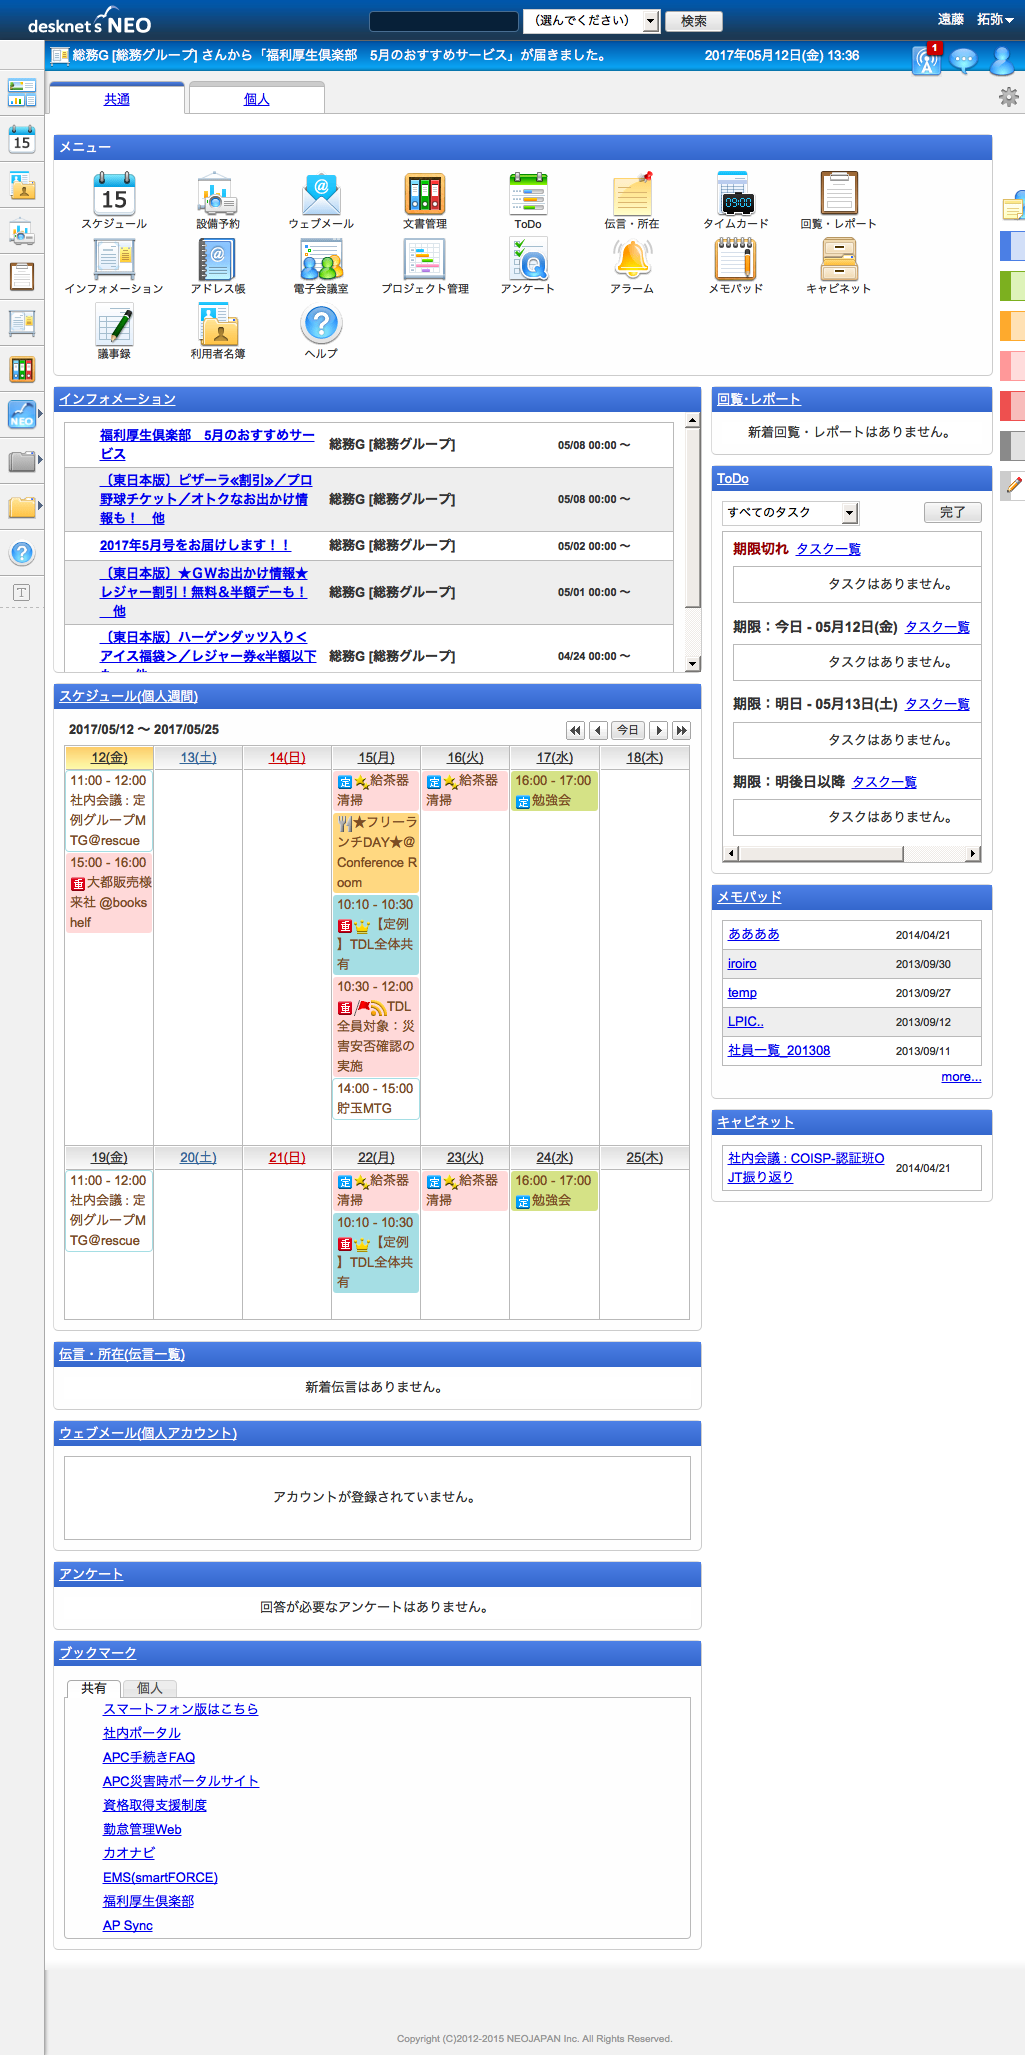 desknet's NEO
(選んでください)
検索
遠藤 拓弥
総務G [総務グループ] さんから「福利厚生倶楽部 5月のおすすめサービス」が届きました。
2017年05月12日(金) 13:36
1
共通
個人
メニュー
15
09:00
スケジュール
設備予約
ウェブメール
文書管理
ToDo
伝言・所在
タイムカード
回覧・レポート
インフォメーション
アドレス帳
電子会議室
プロジェクト管理
アンケート
アラーム
メモパッド
キャビネット
議事録
利用者名簿
ヘルプ
15
NEO
T
インフォメーション
福利厚生倶楽部 5月のおすすめサー
ビス
総務G [総務グループ]
05/08 00:00 ～
〔東日本版〕ピザーラ≪割引≫／プロ
野球チケット／オトクなお出かけ情
報も！ 他
総務G [総務グループ]
05/08 00:00 ～
2017年5月号をお届けします！！
総務G [総務グループ]
05/02 00:00 ～
〔東日本版〕★ＧＷお出かけ情報★
レジャー割引！無料＆半額デーも！
他
総務G [総務グループ]
05/01 00:00 ～
〔東日本版〕ハーゲンダッツ入り＜
アイス福袋＞／レジャー券≪半額以下
総務G [総務グループ]
04/24 00:00 ～
スケジュール(個人週間)
2017/05/12 ～ 2017/05/25
今日
12(金)
13(土)
14(日)
15(月)
16(火)
17(水)
18(木)
11:00 - 12:00
社内会議 : 定
例グループM
TG@rescue
15:00 - 16:00
重大都販売様
来社 @books
helf
定給茶器
清掃
★フリーラ
ンチDAY★@
Conference R
oom
10:10 - 10:30
重【定例
】TDL全体共
有
10:30 - 12:00
重TDL
全員対象：災
害安否確認の
実施
14:00 - 15:00
貯玉MTG
定給茶器
清掃
16:00 - 17:00
定勉強会
19(金)
20(土)
21(日)
22(月)
23(火)
24(水)
25(木)
11:00 - 12:00
社内会議 : 定
例グループM
TG@rescue
定給茶器
清掃
10:10 - 10:30
重【定例
】TDL全体共
有
定給茶器
清掃
16:00 - 17:00
定勉強会
伝言・所在(伝言一覧)
新着伝言はありません。
ウェブメール(個人アカウント)
アカウントが登録されていません。
アンケート
回答が必要なアンケートはありません。
ブックマーク
共有
個人
スマートフォン版はこちら
社内ポータル
APC手続きFAQ
APC災害時ポータルサイト
資格取得支援制度
勤怠管理Web
カオナビ
EMS(smartFORCE)
福利厚生倶楽部
AP Sync
回覧・レポート
新着回覧・レポートはありません。
ToDo
すべてのタスク
完了
期限切れ タスク一覧
タスクはありません。
期限：今日 - 05月12日(金) タスク一覧
タスクはありません。
期限：明日 - 05月13日(土) タスク一覧
タスクはありません。
期限：明後日以降 タスク一覧
タスクはありません。
メモパッド
ああああ 2014/04/21
iroiro 2013/09/30
temp 2013/09/27
LPIC.. 2013/09/12
社員一覧_201308 2013/09/11
more...
キャビネット
社内会議 : COISP-認証班O
JT振り返り
2014/04/21
Copyright (C)2012-2015 NEOJAPAN Inc. All Rights Reserved.